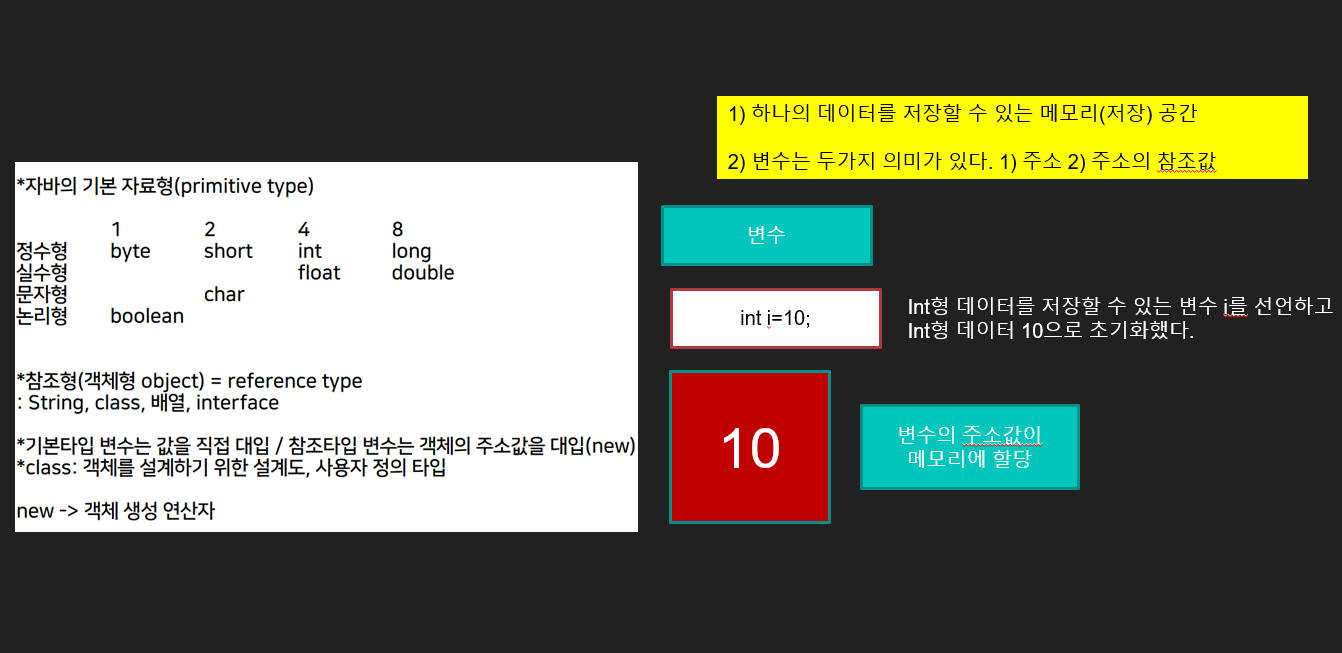 *자바의 기본 자료형(primitive type)
1 2 4 8
정수형 byte short int long
실수형 float double
문자형 char
논리형 boolean
*참조형(객체형 object) = reference type
: String, class, 배열, interface
*기본타입 변수는 값을 직접 대입 / 참조타입 변수는 객체의 주소값을 대입(new)
*class: 객체를 설계하기 위한 설계도, 사용자 정의 타입
new -> 객체 생성 연산자
1) 하나의 데이터를 저장할 수 있는 메모리(저장) 공간
2) 변수는 두가지 의미가 있다. 1) 주소 2) 주소의 참조값
변수
int i=10;
Int형 데이터를 저장할 수 있는 변수 i를 선언하고
Int형 데이터 10으로 초기화했다.
10
변수의 주소값이
메모리에 할당